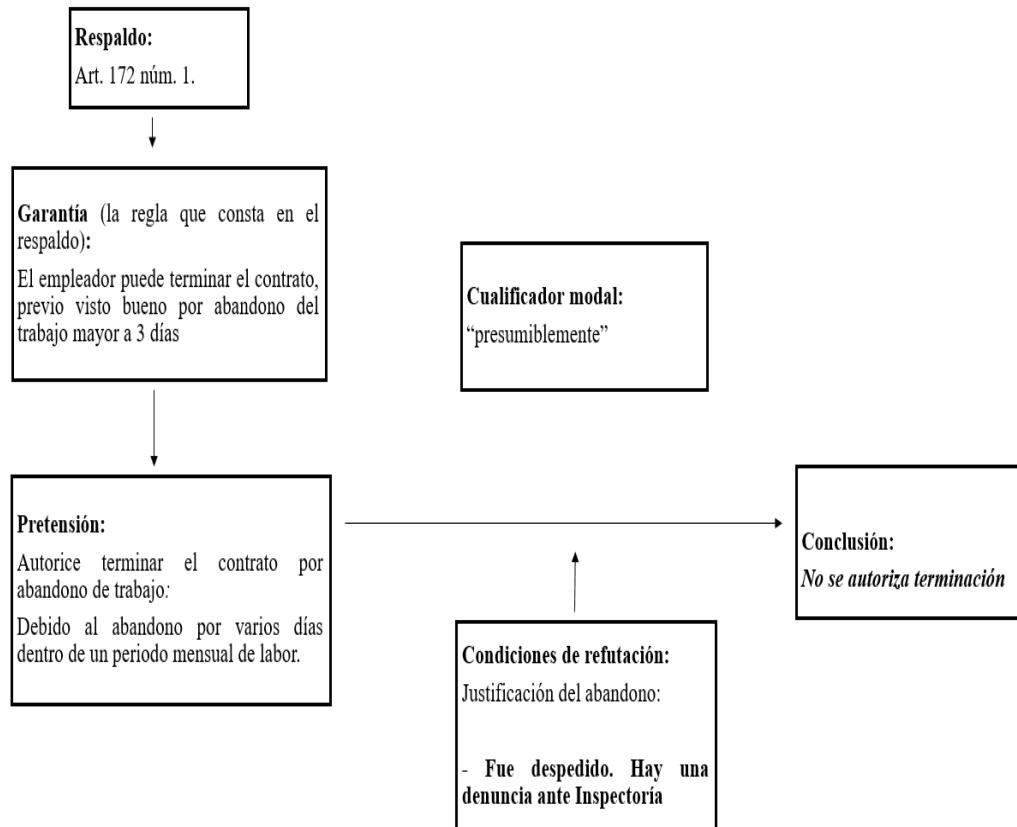 Respaldo:
Art. 172 núm. 1.
Garantía (la regla que consta en el
respaldo):
El empleador puede terminar el contrato,
previo visto bueno por abandono del
trabajo mayor a 3 días
Cualificador modal:
“presumiblemente”
Pretensión:
Autorice terminar el contrato por
abandono de trabajo:
Debido al abandono por varios días
dentro de un periodo mensual de labor.
Conclusión:
No se autoriza terminación
Condiciones de refutación:
Justificación del abandono:
- Fue despedido. Hay una
denuncia ante Inspectoría